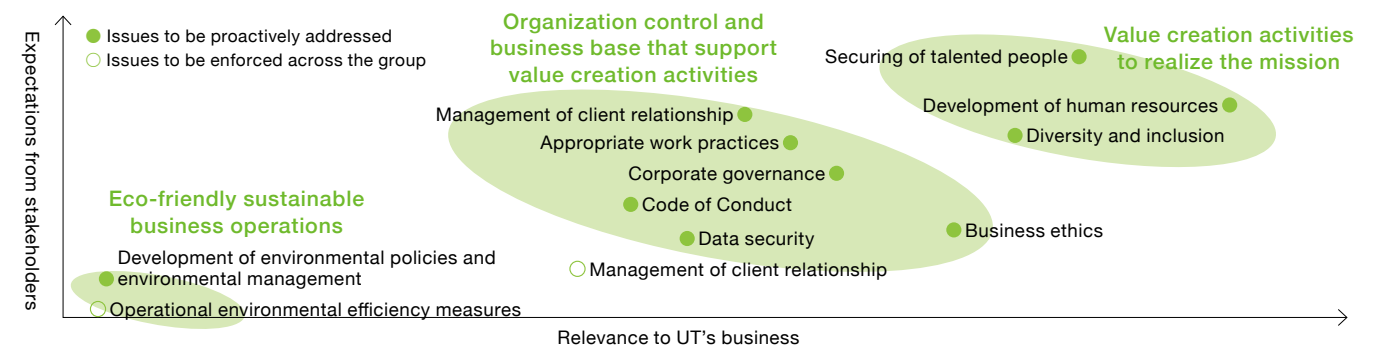 Expectations from stakeholders
Issues to be proactively addressed
Issues to be enforced across the group
Organization control and
business base that support
value creation activities
Value creation activities
to realize the mission
Securing of talented people
Development of human resources
Diversity and inclusion
Management of client relationship
Appropriate work practices
Corporate governance
Code of Conduct
Data security
Business ethics
Management of client relationship
Eco-friendly sustainable
business operations
Development of environmental policies and
environmental management
Operational environmental efficiency measures
Relevance to UT's business